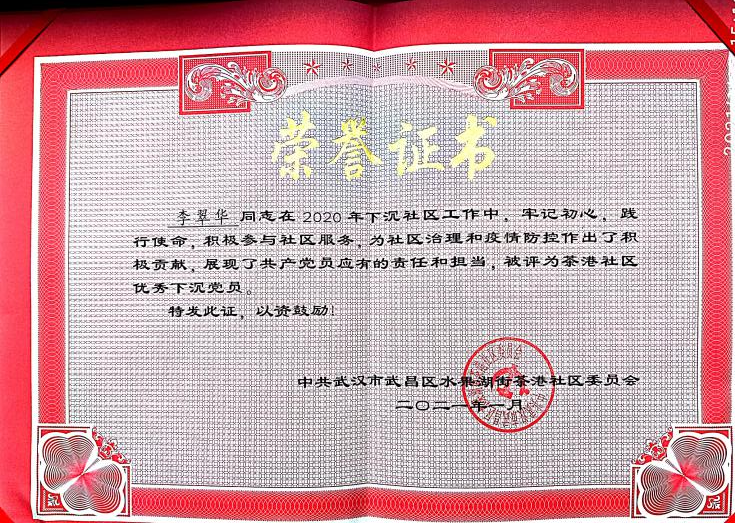 荣誉证书
李翠华 同志在 2020 年下沉社区工作中，牢记初心，践
行使命，积极参与社区服务，为社区治理和疫情防控作出了积
极贡献，展现了共产党员应有的责任和担当，被评为茶港社区
优秀下沉党员。
特发此证，以资鼓励！
中共武汉市武昌区水果湖街茶港社区委员会
二〇二一年一月